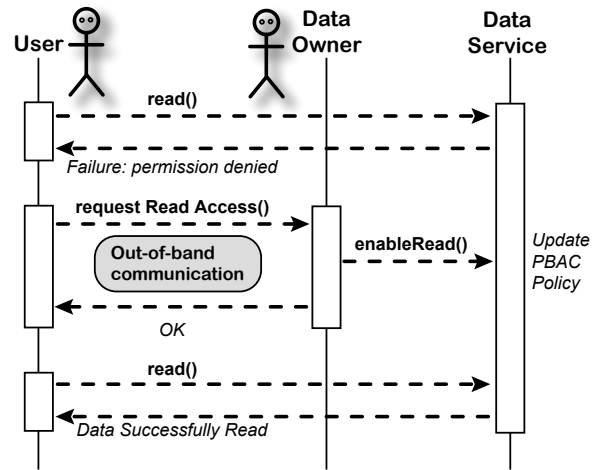 User
Data
Owner
Data
Service
read()
Failure: permission denied
request Read Access()
Out-of-band
communication
enableRead()
Update
PBAC
Policy
OK
read()
Data Successfully Read